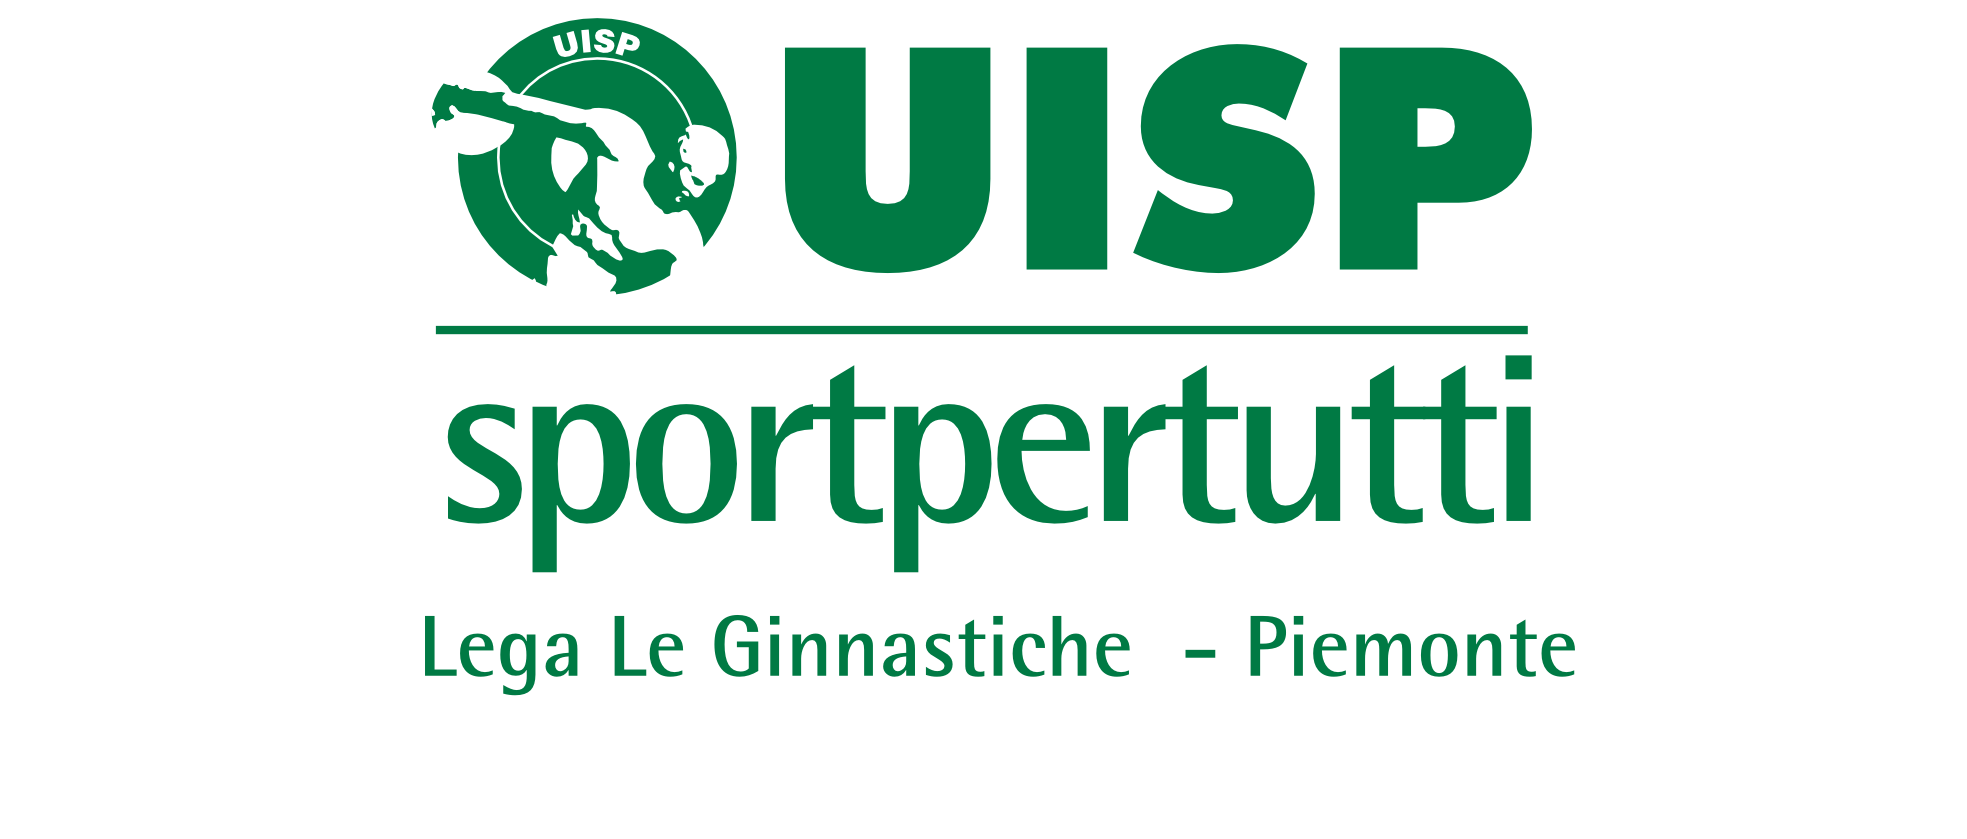 UISP
UISP
sportpertutti
Lega Le Ginnastiche - Piemonte